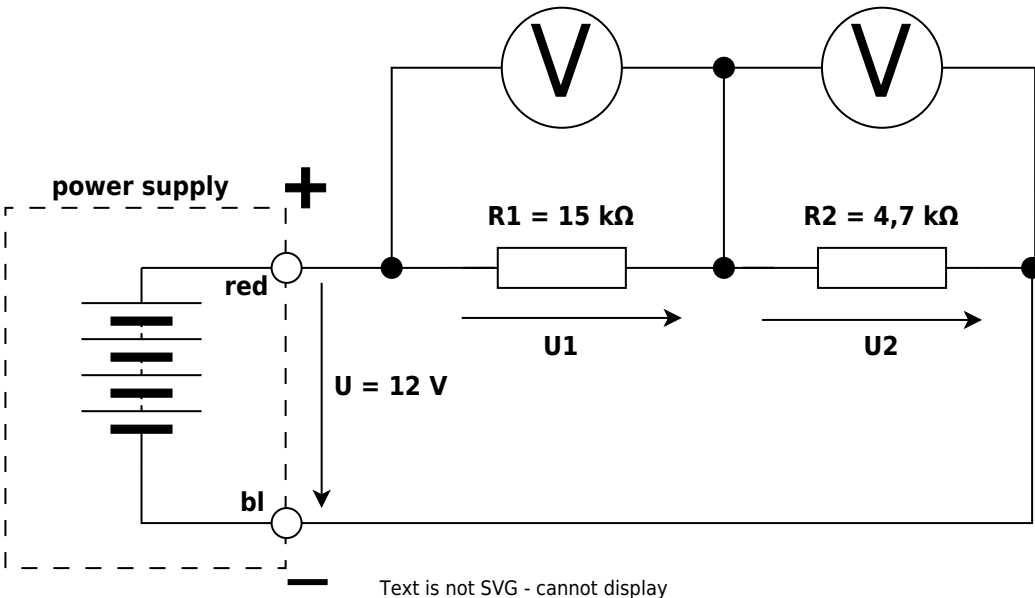 V V
power supply +
R1 = 15 kΩ R2 = 4,7 kΩ
red
U1 U2
U = 12 V
bl
−
Text is not SVG - cannot display